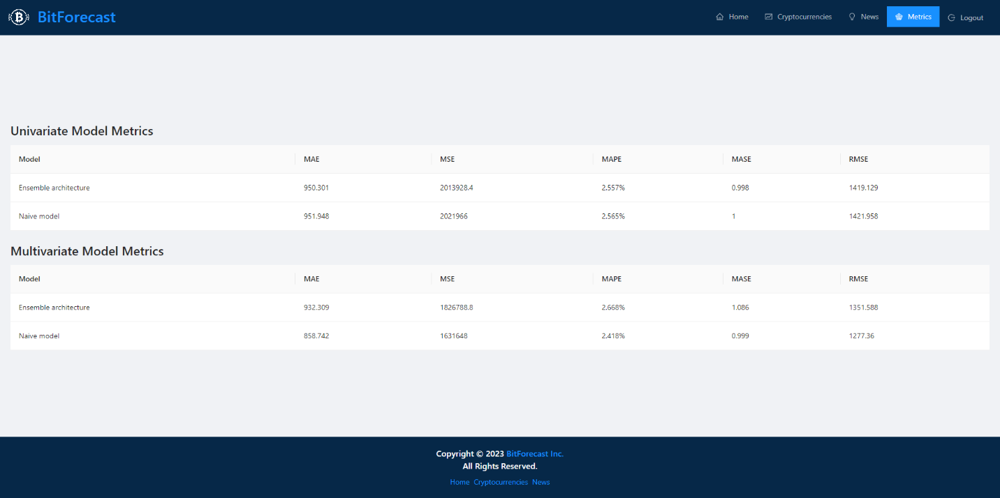 BitForecast Home Cryptocurrencies News Metrics Logout
Univariate Model Metrics
Model MAE MSE MAPE MASE RMSE
Ensemble architecture 950.301 2013928.4 2.557% 0.998 1419.129
Naive model 951.948 2021966 2.565% 1 1421.958
Multivariate Model Metrics
Model MAE MSE MAPE MASE RMSE
Ensemble architecture 932.309 1826788.8 2.668% 1.086 1351.588
Naive model 858.742 1631648 2.418% 0.999 1277.36
Copyright © 2023 BitForecast Inc.
All Rights Reserved.
Home Cryptocurrencies News